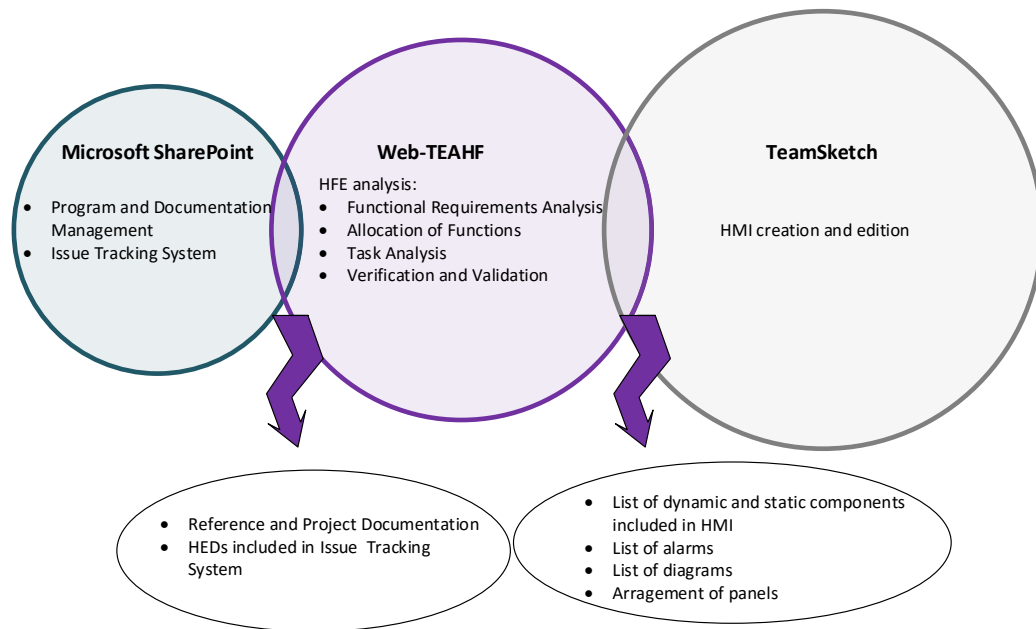 Microsoft SharePoint
• Program and Documentation
Management
• Issue Tracking System
Web-TEAHF
HFE analysis:
• Functional Requirements Analysis
• Allocation of Functions
• Task Analysis
• Verification and Validation
TeamSketch
HMI creation and edition
• Reference and Project Documentation
• HEDs included in Issue Tracking
System
• List of dynamic and static components
included in HMI
• List of alarms
• List of diagrams
• Arragement of panels